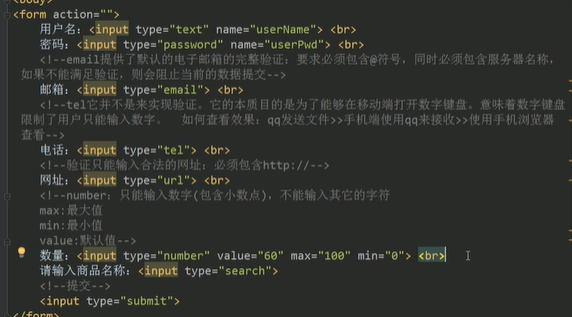 <body>
<form action="">
用户名：<input type="text" name="userName"> <br>
密码：<input type="password" name="userPwd"> <br>
<!--email提供了默认的电子邮箱的完整验证：要求必须包含@符号，同时必须包含服务器名称，
如果不能满足验证，则会阻止当前的数据提交-->
邮箱：<input type="email"> <br>
<!--tel它并不是来实现验证。它的本质目的是为了能够在移动端打开数字键盘。意味着数字键盘
限制了用户只能输入数字。 如何查看效果：qq发送文件>>手机端使用qq来接收>>使用手机浏览器
查看-->
电话：<input type="tel"> <br>
<!--验证只能输入合法的网址：必须包含http://-->
网址：<input type="url"> <br>
<!--number：只能输入数字(包含小数点)，不能输入其它的字符
max:最大值
min:最小值
value:默认值-->
数量：<input type="number" value="60" max="100" min="0"> <br>
请输入商品名称：<input type="search">
<!--提交-->
<input type="submit">
</form>